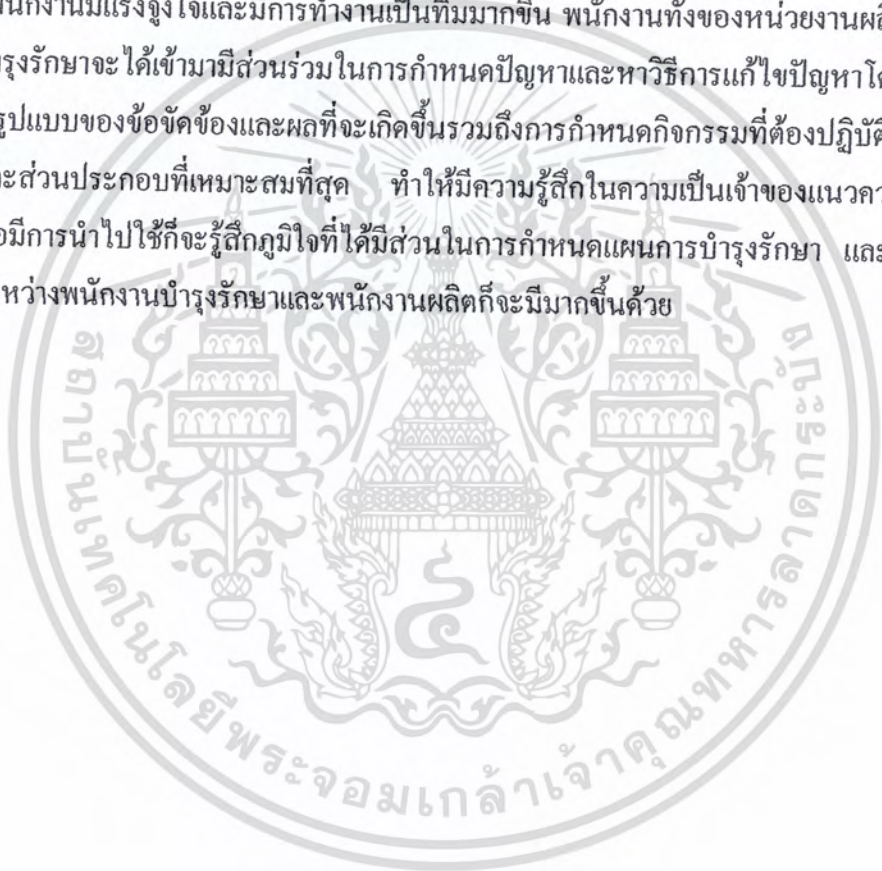 พนักงานมีแรงจูงใจและมีการทำงานเป็นทีมมากขึ้น พนักงานทั้งของหน่วยงานผลิ
รุงรักษาจะได้เข้ามามีส่วนร่วมในการกำหนดปัญหาและหาวิธีการแก้ไขปัญหาโด
รูปแบบของข้อขัดข้องและผลที่จะเกิดขึ้นรวมถึงการกำหนดกิจกรรมที่ต้องปฏิบัติ
ะส่วนประกอบที่เหมาะสมที่สุด ทำให้มีความรู้สึกในความเป็นเจ้าของแนวคว
อมีการนำไปใช้ก็จะรู้สึกภูมิใจที่ได้มีส่วนในการกำหนดแผนการบำรุงรักษา และ
หว่างพนักงานบำรุงรักษาและพนักงานผลิตก็จะมีมากขึ้นด้วย
สถาบันเทคโนโลยีพระจอมเกล้าเจ้าคุณทหารลาดกระบัง